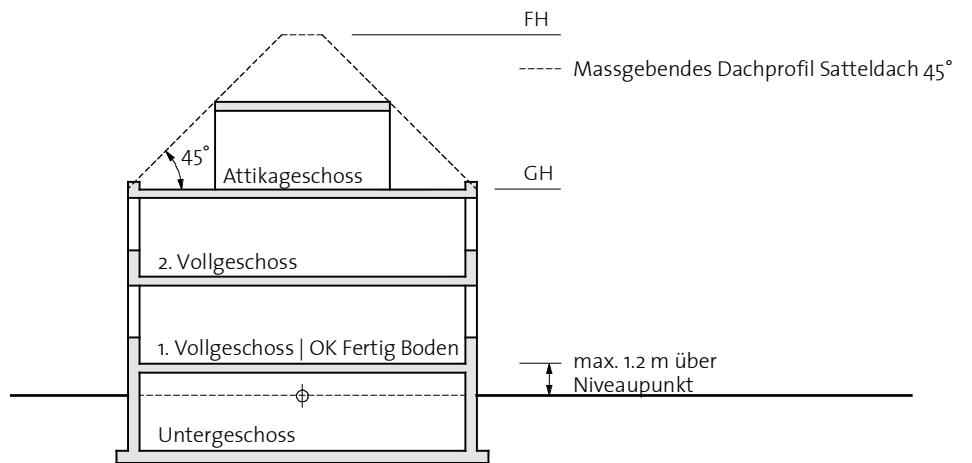 FH
Massgebendes Dachprofil Satteldach 45°
45°
Attikageschoss
GH
2. Vollgeschoss
1. Vollgeschoss | OK Fertig Boden
max. 1.2 m über
Niveaupunkt
Untergeschoss